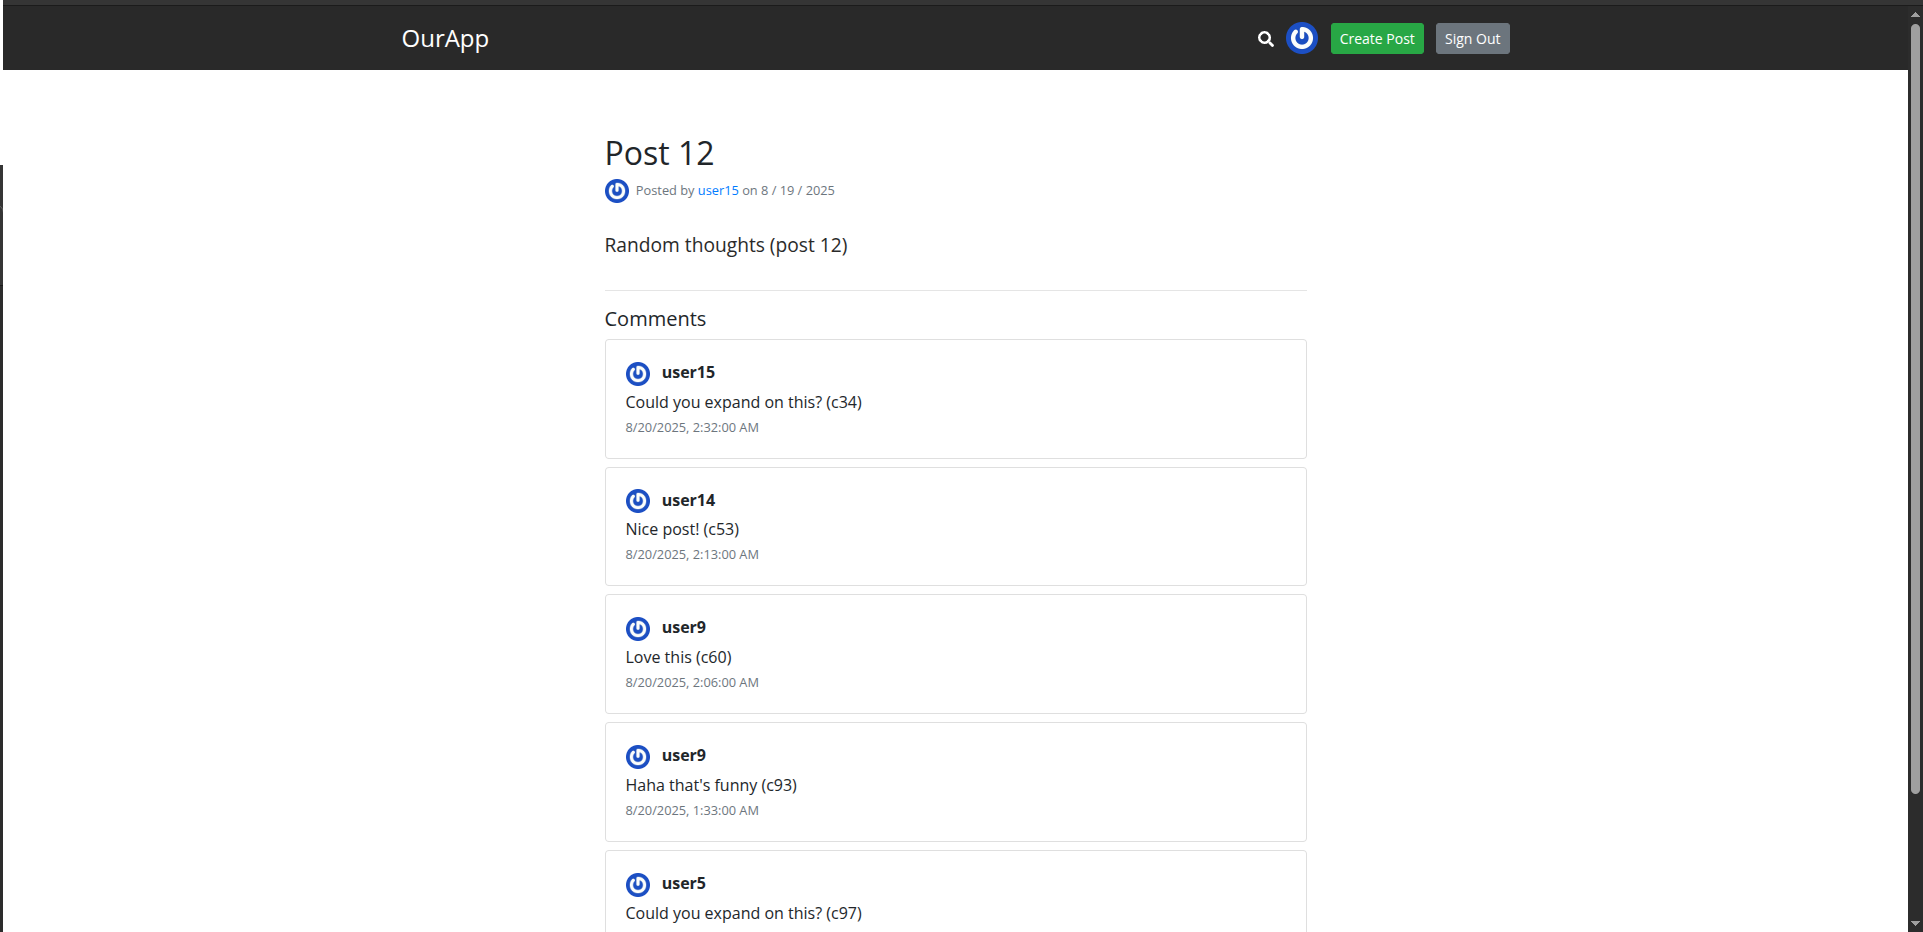 OurApp
Create Post
Sign Out
Post 12
Posted by user15 on 8 / 19 / 2025
Random thoughts (post 12)
Comments
user15
Could you expand on this? (c34)
8/20/2025, 2:32:00 AM
user14
Nice post! (c53)
8/20/2025, 2:13:00 AM
user9
Love this (c60)
8/20/2025, 2:06:00 AM
user9
Haha that's funny (c93)
8/20/2025, 1:33:00 AM
user5
Could you expand on this? (c97)